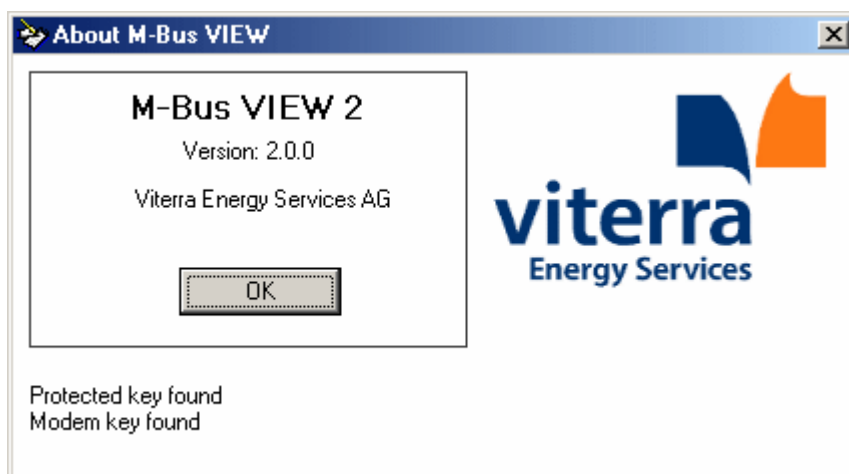 About M-Bus VIEW
M-Bus VIEW 2
Version: 2.0.0
Viterra Energy Services AG
OK
viterra
Energy Services
Protected key found
Modem key found